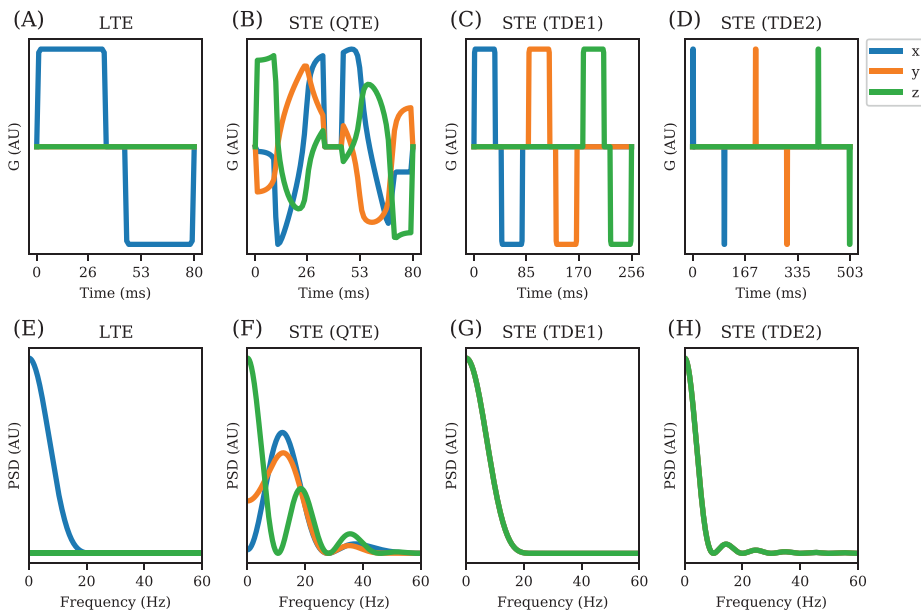 (A) LTE
(B) STE (QTE)
(C) STE (TDE1)
(D) STE (TDE2)
x
y
z
G (AU)
G (AU)
G (AU)
G (AU)
0 26 53 80
0 26 53 80
0 85 170 256
0 167 335 503
Time (ms)
Time (ms)
Time (ms)
Time (ms)
(E) LTE
(F) STE (QTE)
(G) STE (TDE1)
(H) STE (TDE2)
PSD (AU)
PSD (AU)
PSD (AU)
PSD (AU)
0 20 40 60
0 20 40 60
0 20 40 60
0 20 40 60
Frequency (Hz)
Frequency (Hz)
Frequency (Hz)
Frequency (Hz)